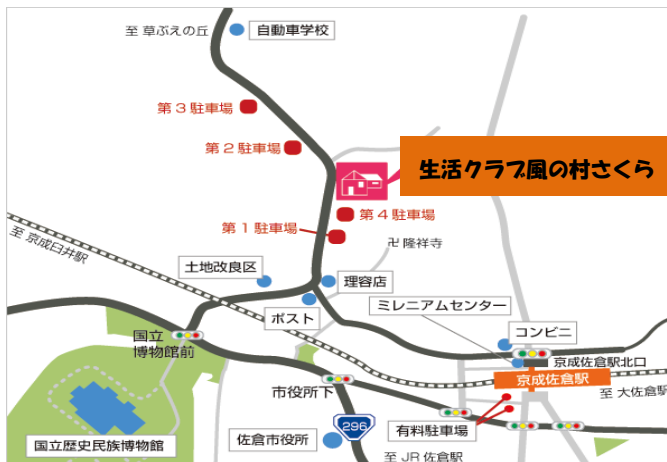 至 草ぶえの丘
自動車学校
第3駐車場
第2駐車場
生活クラブ風の村さくら
第4駐車場
第1駐車場
卍 隆祥寺
至 京成臼井駅
土地改良区
理容店
ミレニアムセンター
ポスト
コンビニ
国立
博物館前
京成佐倉駅北口
京成佐倉駅
至 大佐倉駅
市役所下
296
有料駐車場
国立歴史民族博物館
佐倉市役所
至 JR 佐倉駅